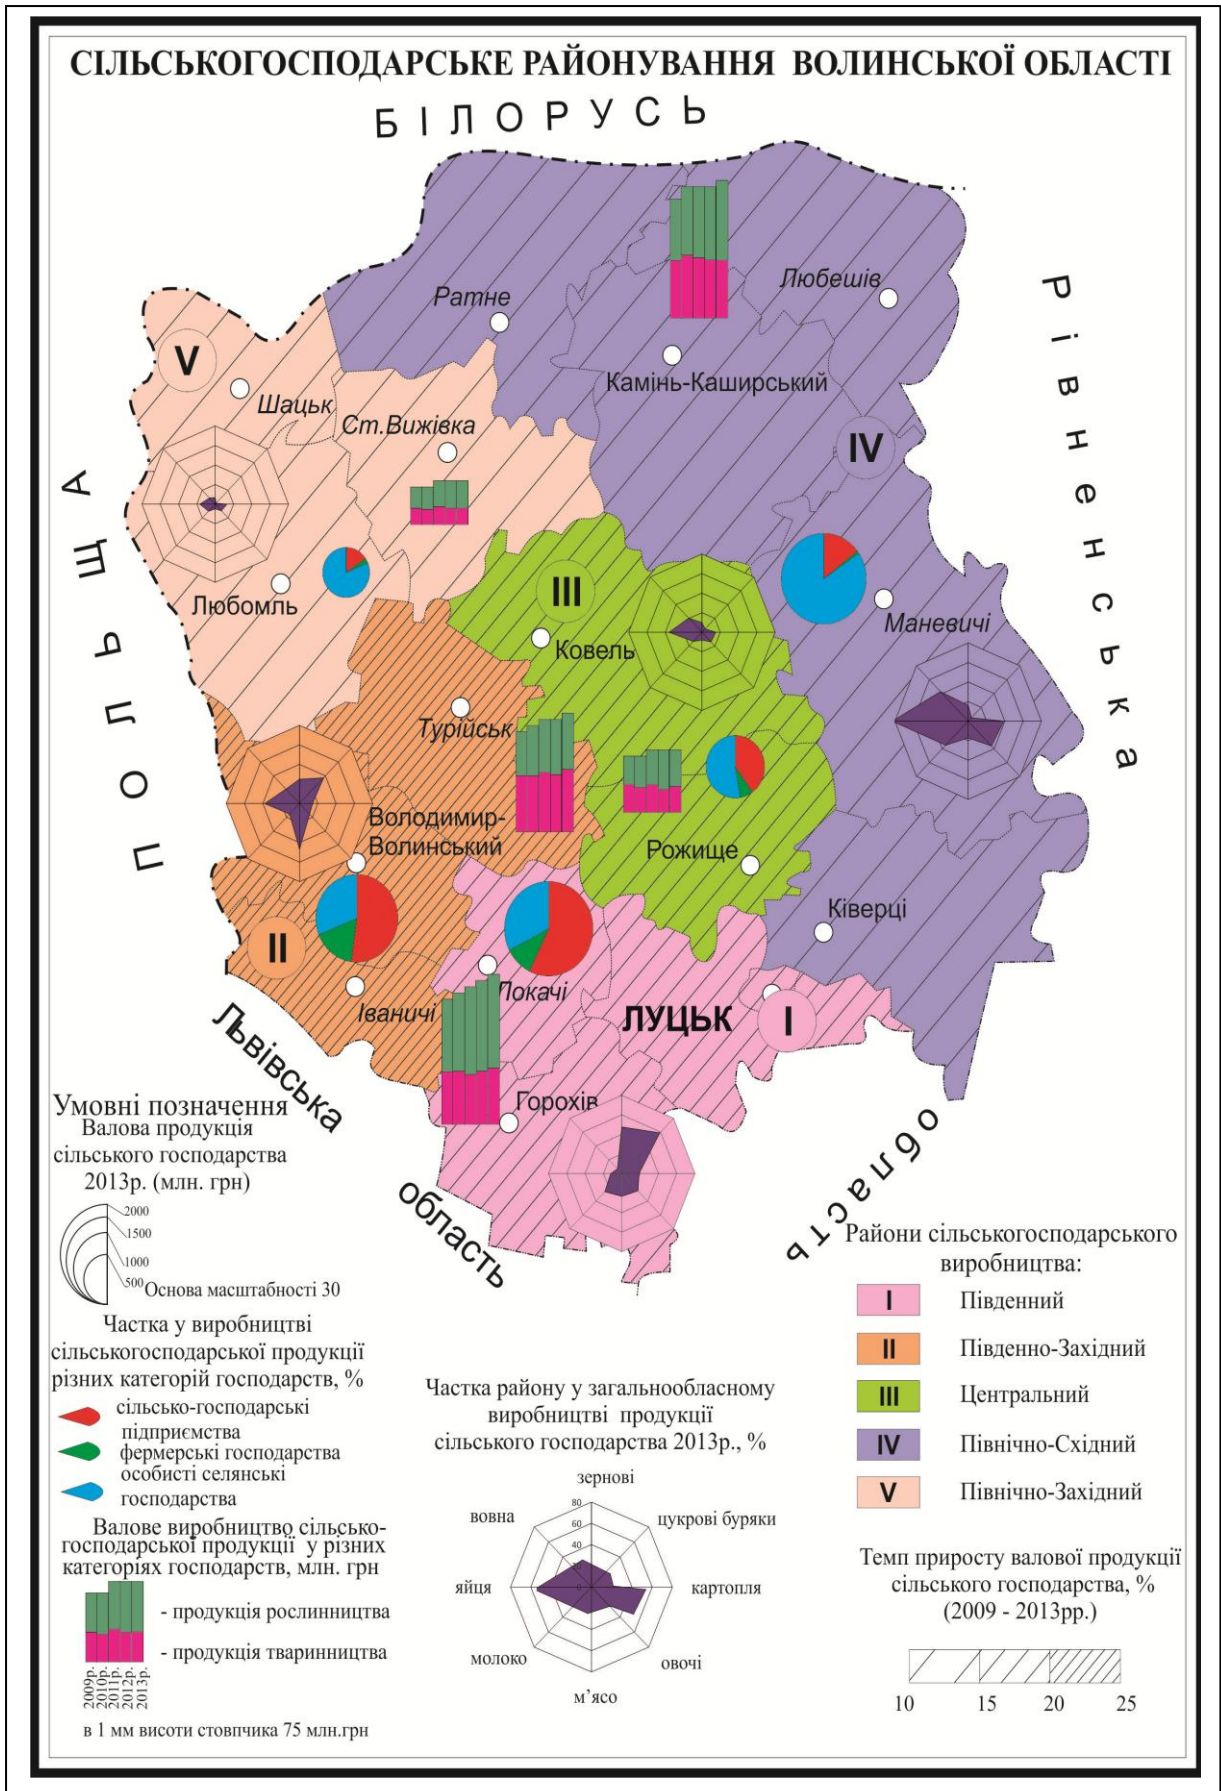 СІЛЬСЬКОГОСПОДАРСЬКЕ РАЙОНУВАННЯ ВОЛИНСЬКОЇ ОБЛАСТІ
БІЛОРУСЬ
Рівненська
область
ПОЛЬЩА
Львівська
область
Ратне
Любешів
Камінь-Каширський
V
Шацьк
Ст.Вижівка
IV
Любомль
III
Ковель
Маневичі
Турійськ
Володимир-
Волинський
Рожище
Ківерці
II
Іваничі
Локачі
ЛУЦЬК
I
Горохів
Умовні позначення
Валова продукція
сільського господарства
2013р. (млн. грн)
2000
1500
1000
500
Основа масштабності 30
Частка у виробництві
сільськогосподарської продукції
різних категорій господарств, %
сільсько-господарські
підприємства
фермерські господарства
особисті селянські
господарства
Валове виробництво сільсько-
господарської продукції у різних
категоріях господарств, млн. грн
- продукція рослинництва
- продукція тваринництва
2009р.
2010р.
2011р.
2012р.
2013р.
в 1 мм висоти стовпчика 75 млн.грн
Частка району у загальнообласному
виробництві продукції
сільського господарства 2013р., %
зернові
цукрові буряки
картопля
овочі
м’ясо
молоко
яйця
вовна
80
60
40
20
0
Райони сільськогосподарського
виробництва:
I Південний
II Південно-Західний
III Центральний
IV Північно-Східний
V Північно-Західний
Темп приросту валової продукції
сільського господарства, %
(2009 - 2013рр.)
10 15 20 25